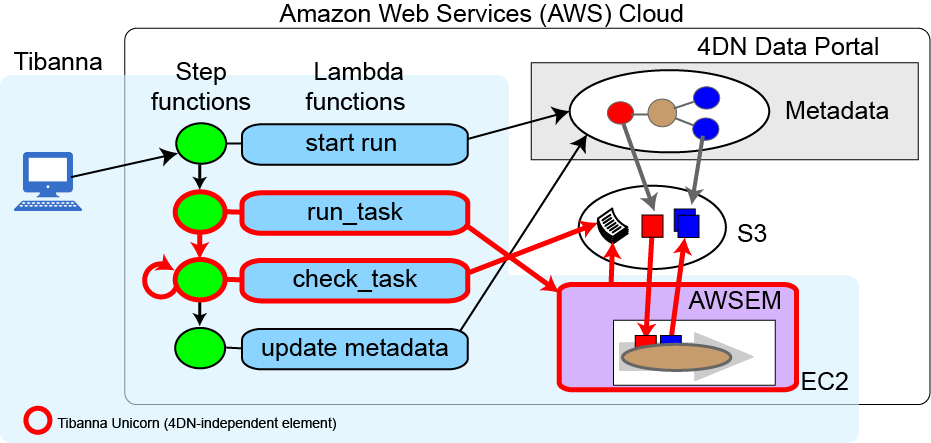 Amazon Web Services (AWS) Cloud
Tibanna
Step
functions
Lambda
functions
4DN Data Portal
start run
Metadata
run_task
S3
check_task
AWSEM
update metadata
EC2
Tibanna Unicorn (4DN-independent element)